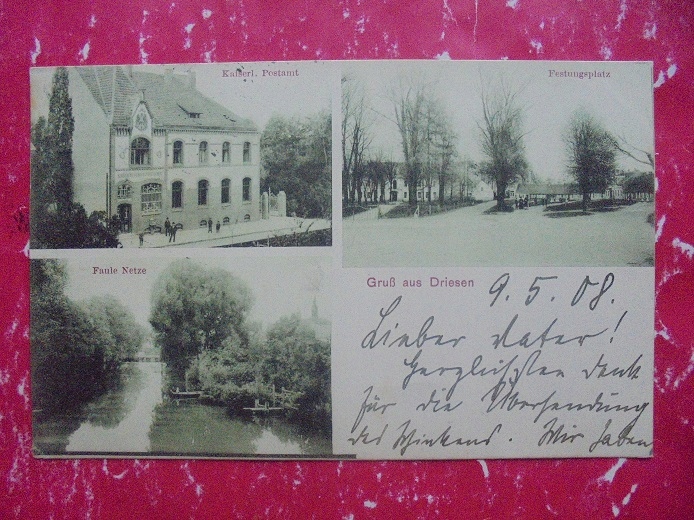 Kaiserl. Postamt
Festungsplatz
Faule Netze
Gruß aus Driesen
9. 5. 08.
Lieber Vater!
Herzlichsten Dank
für die Übersendung
des Schinkens. Wir haben